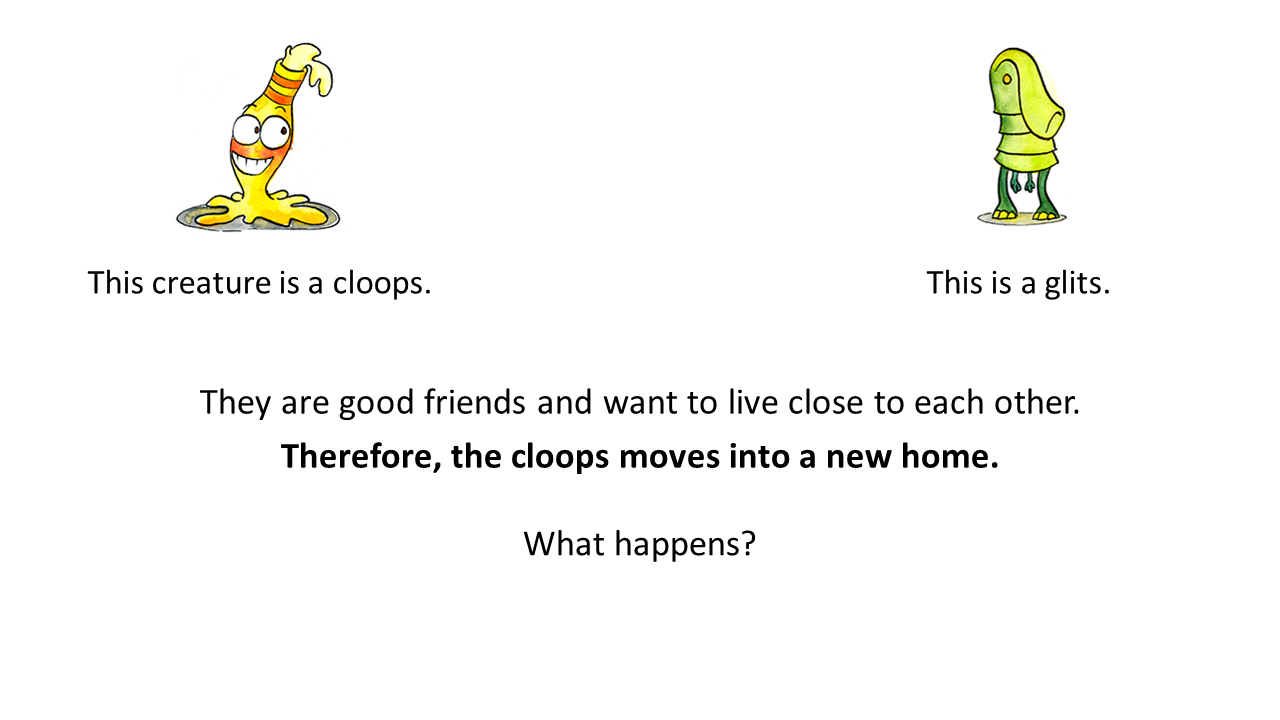 This creature is a cloops.
This is a glits.
They are good friends and want to live close to each other.
Therefore, the cloops moves into a new home.
What happens?